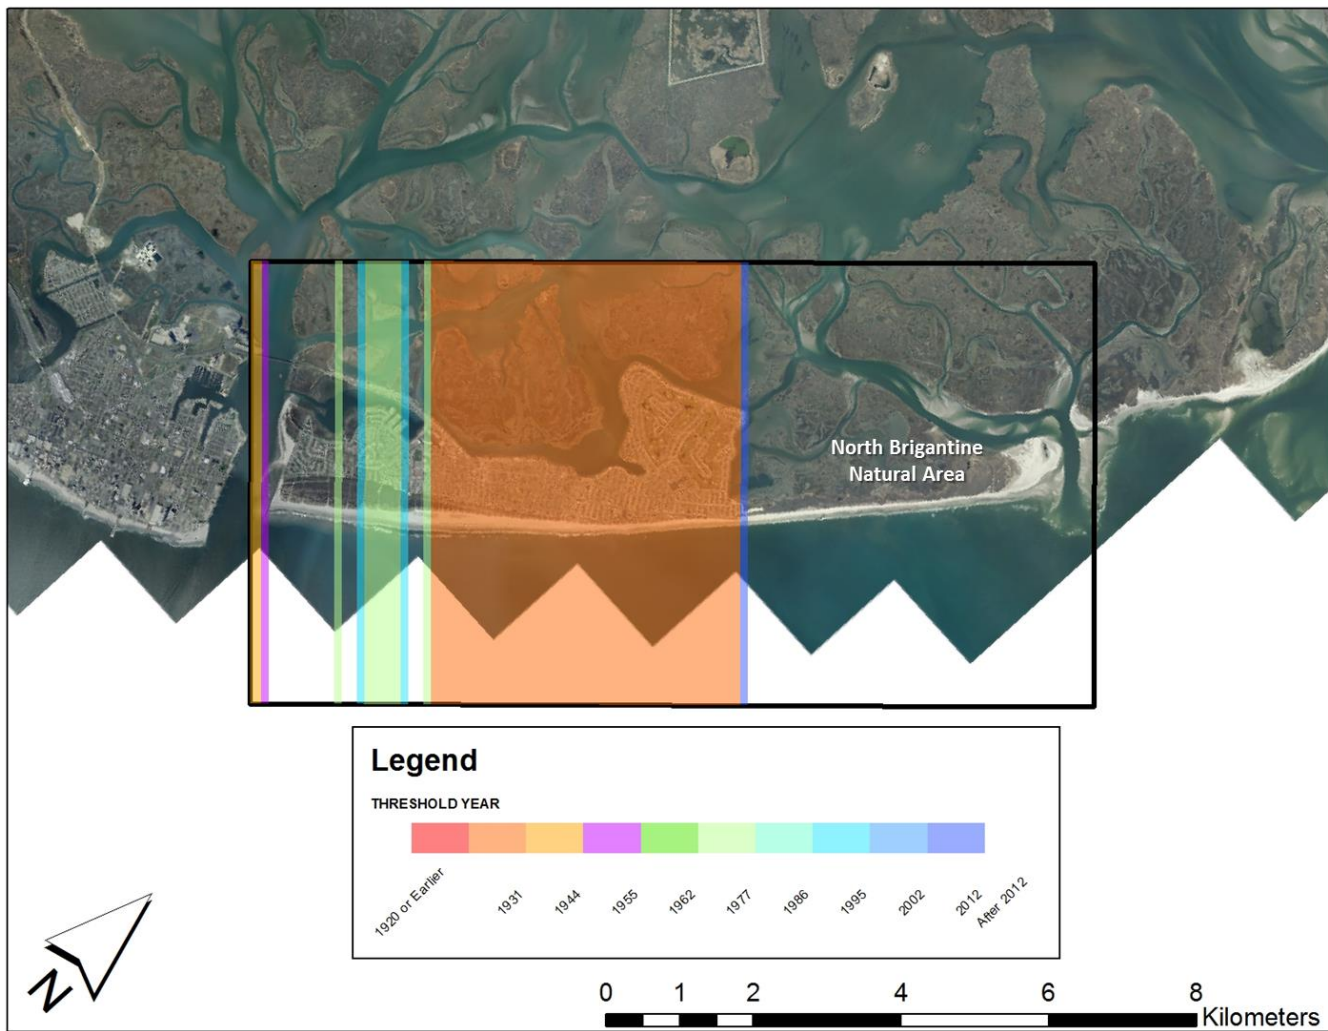 North Brigantine
Natural Area
Legend
THRESHOLD YEAR
1920 or Earlier
1931
1944
1955
1962
1977
1986
1995
2002
2012
After 2012
N
0 1 2 4 6 8
Kilometers